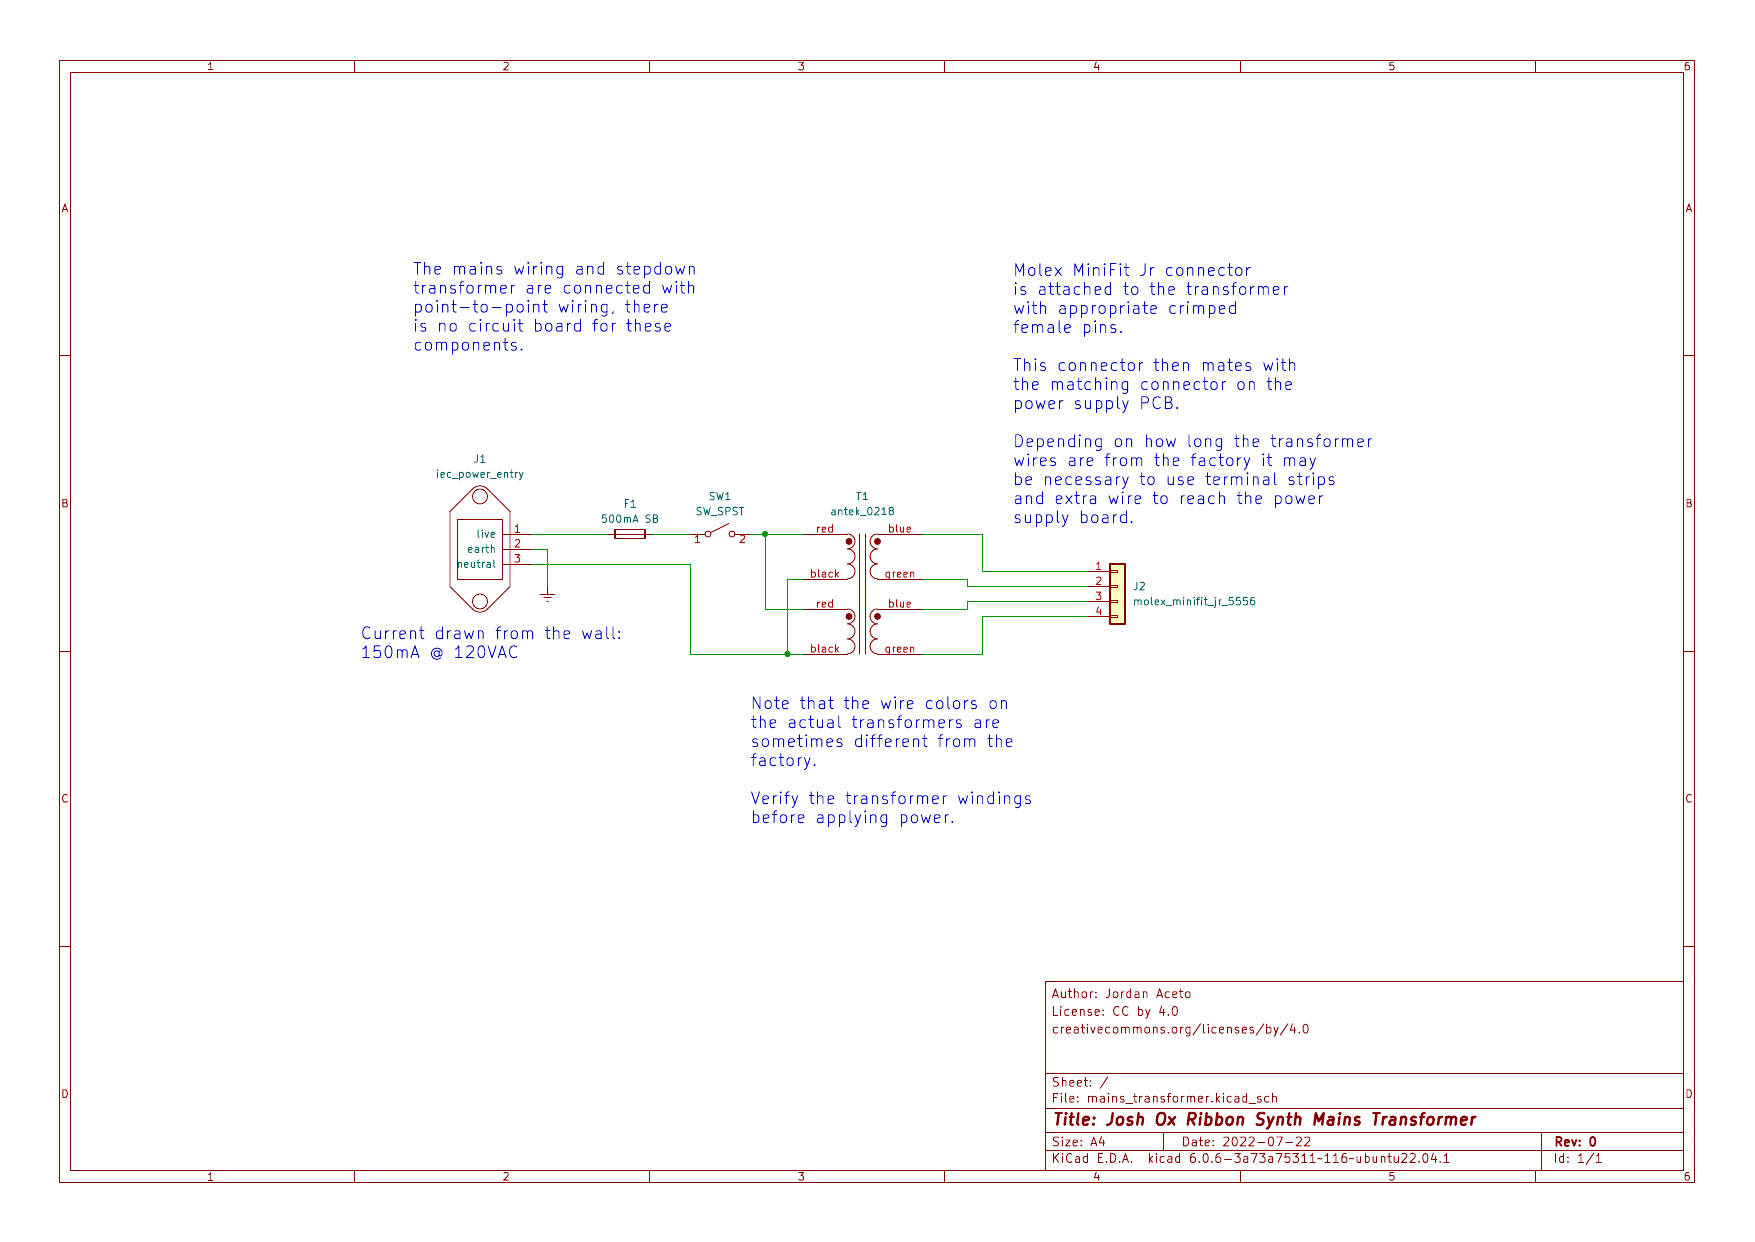 1 2 3 4 5 6
A A
The mains wiring and stepdown
transformer are connected with
point-to-point wiring, there
is no circuit board for these
components.
Molex MiniFit Jr connector
is attached to the transformer
with appropriate crimped
female pins.
This connector then mates with
the matching connector on the
power supply PCB.
Depending on how long the transformer
wires are from the factory it may
be necessary to use terminal strips
and extra wire to reach the power
supply board.
B B
J1
iec_power_entry
live 1
earth 2
neutral 3
F1
500mA SB
SW1
SW_SPST
1 2
T1
antek_0218
red blue
black green
red blue
black green
1
2
3
4
J2
molex_minifit_jr_5556
Current drawn from the wall:
150mA @ 120VAC
Note that the wire colors on
the actual transformers are
sometimes different from the
factory.
Verify the transformer windings
before applying power.
C C
D D
Author: Jordan Aceto
License: CC by 4.0
creativecommons.org/licenses/by/4.0
Sheet: /
File: mains_transformer.kicad_sch
Title: Josh Ox Ribbon Synth Mains Transformer
Size: A4 Date: 2022-07-22 Rev: 0
KiCad E.D.A. kicad 6.0.6-3a73a75311~116~ubuntu22.04.1 Id: 1/1
1 2 3 4 5 6